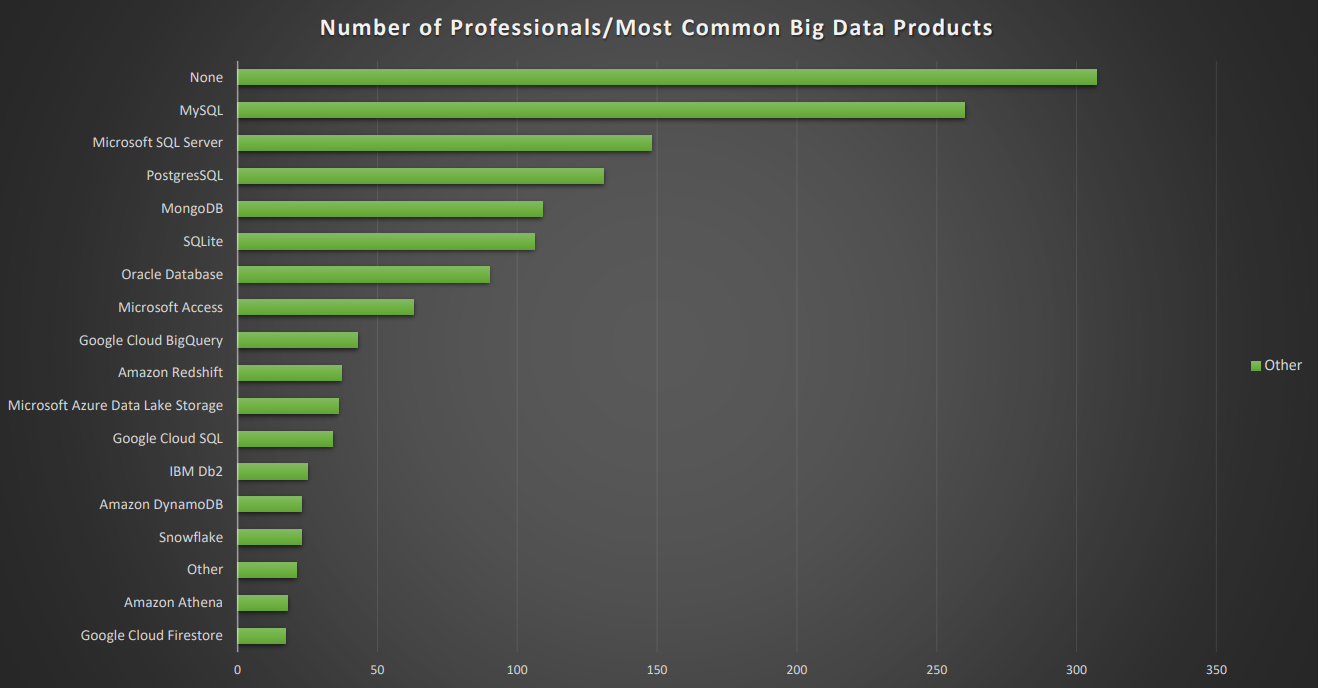 Number of Professionals/Most Common Big Data Products
None
MySQL
Microsoft SQL Server
PostgresSQL
MongoDB
SQLite
Oracle Database
Microsoft Access
Google Cloud BigQuery
Amazon Redshift
Microsoft Azure Data Lake Storage
Google Cloud SQL
IBM Db2
Amazon DynamoDB
Snowflake
Other
Amazon Athena
Google Cloud Firestore
0 50 100 150 200 250 300 350
Other